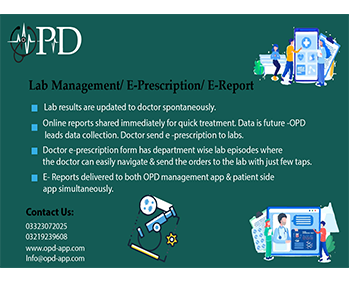 OPD
Lab Management/ E-Prescription/ E-Report
Lab results are updated to doctor spontaneously.
Online reports shared immediately for quick treatment. Data is future -OPD
leads data collection. Doctor send e -prescription to labs.
Doctor e-prescription form has department wise lab episodes where
the doctor can easily navigate & send the orders to the lab with just few taps.
E- Reports delivered to both OPD management app & patient side
app simultaneously.
Contact Us:
03323072025
03219239608
www.opd-app.com
Info@opd-app.com